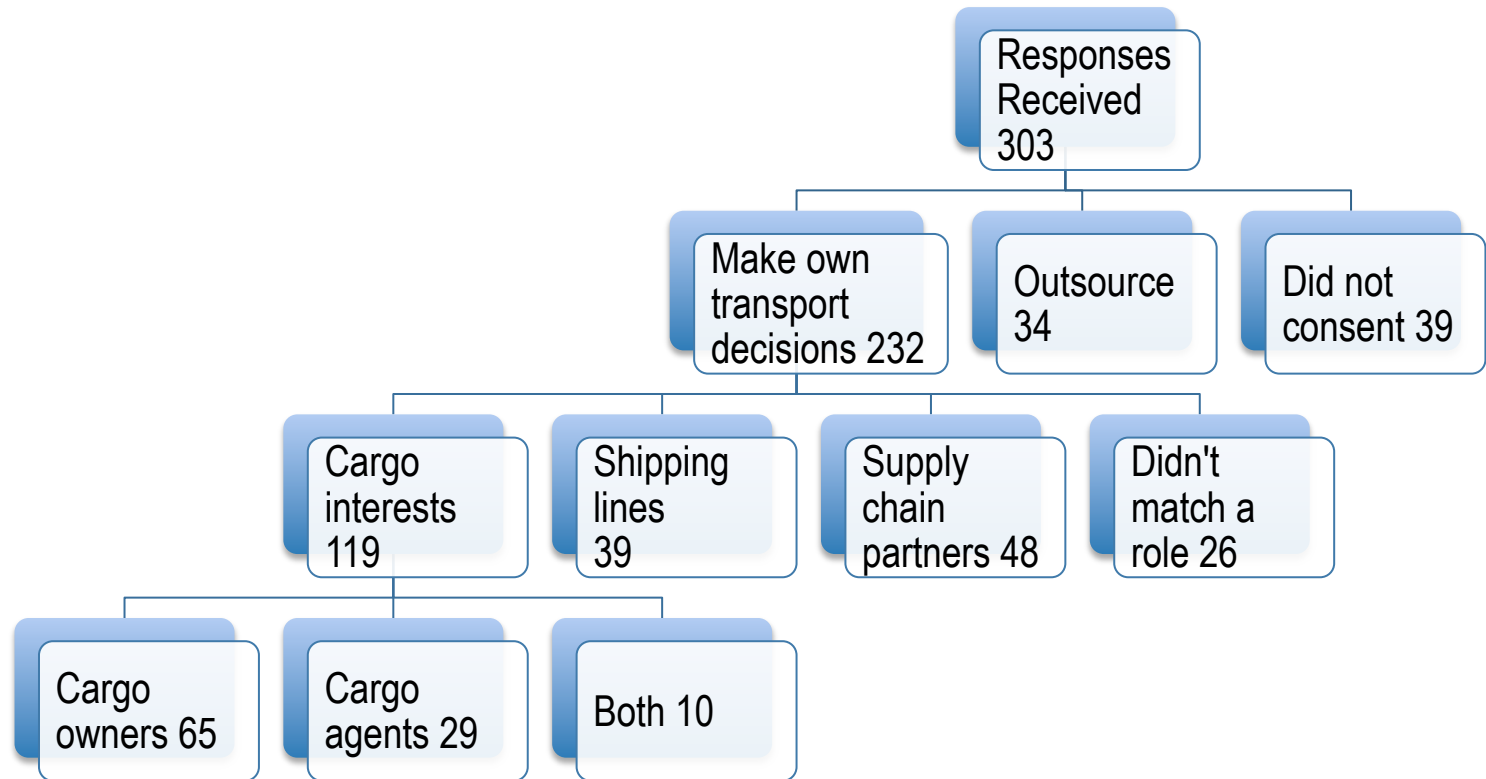 Responses
Received
303
Make own
transport
decisions 232
Outsource
34
Did not
consent 39
Cargo
interests
119
Shipping
lines
39
Supply
chain
partners 48
Didn't
match a
role 26
Cargo
owners 65
Cargo
agents 29
Both 10